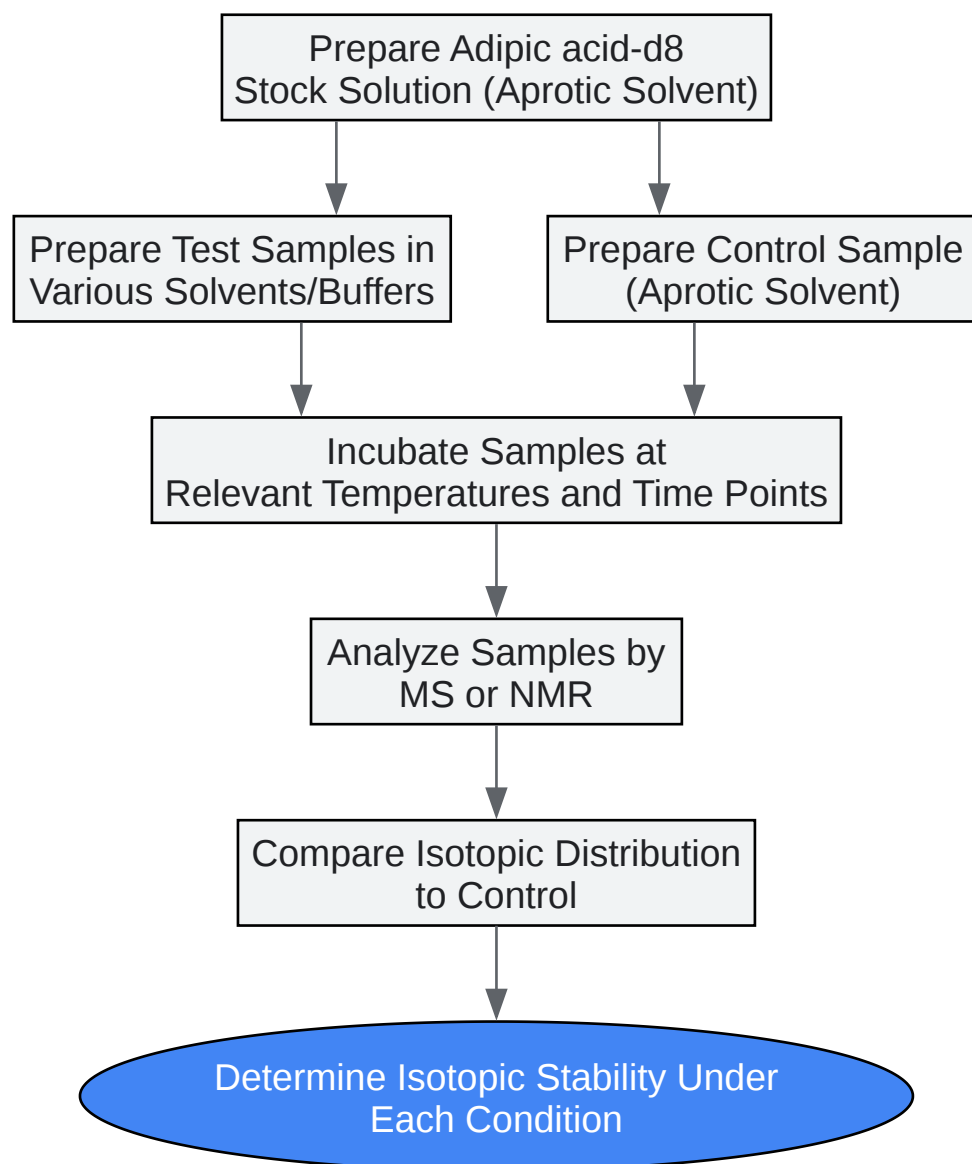 Prepare Adipic acid-d8
Stock Solution (Aprotic Solvent)
Prepare Test Samples in
Various Solvents/Buffers
Prepare Control Sample
(Aprotic Solvent)
Incubate Samples at
Relevant Temperatures and Time Points
Analyze Samples by
MS or NMR
Compare Isotopic Distribution
to Control
Determine Isotopic Stability Under
Each Condition